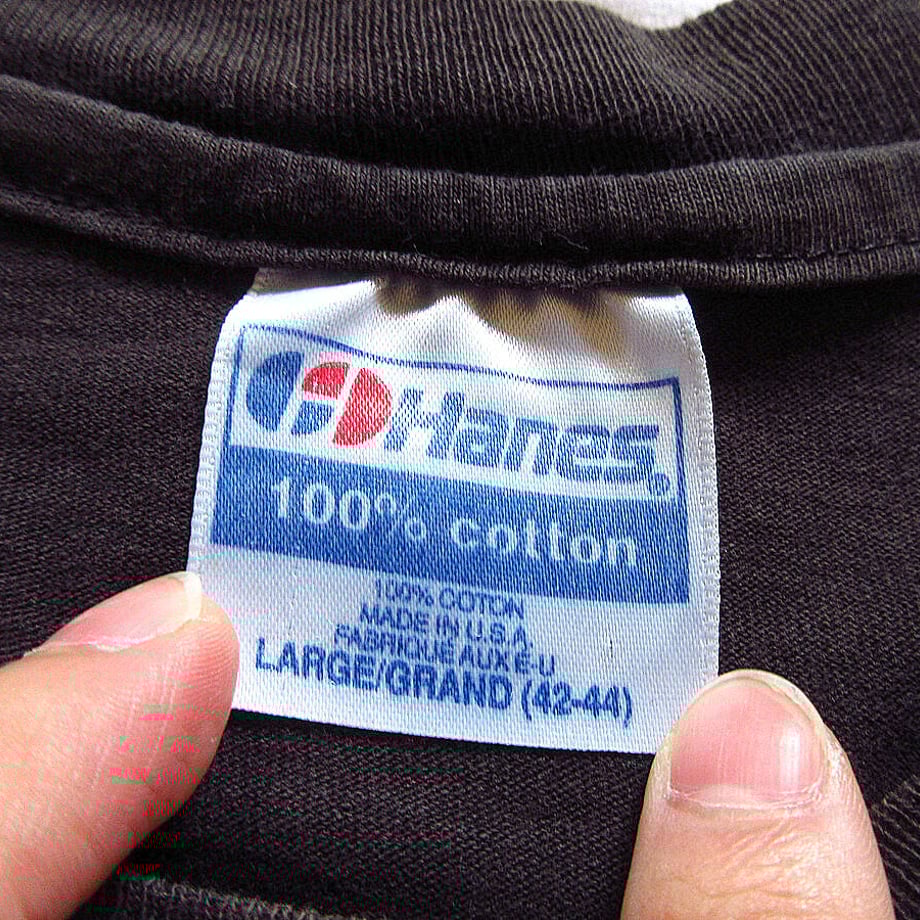 Hanes®
100% cotton
100% COTON
MADE IN U.S.A.
FABRIQUE AUX É-U
LARGE/GRAND (42-44)